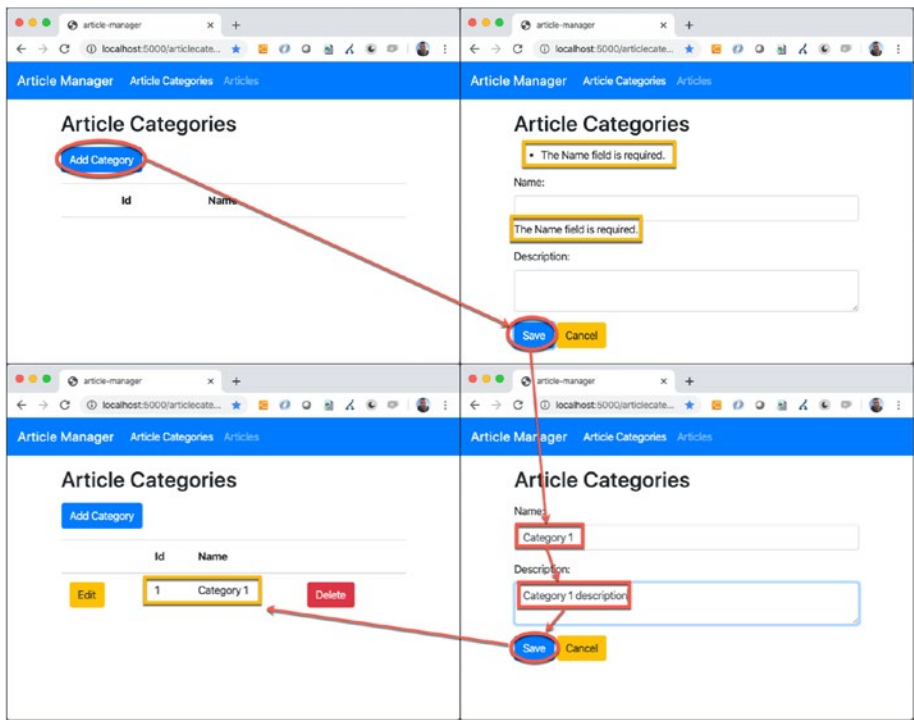 article-manager
localhost:5000/articlecate...
Article Manager Article Categories Articles
Article Categories
Add Category
Id Name
article-manager
localhost:5000/articlecate...
Article Manager Article Categories Articles
Article Categories
• The Name field is required.
Name:
The Name field is required.
Description:
Save Cancel
article-manager
localhost:5000/articlecate...
Article Manager Article Categories Articles
Article Categories
Add Category
Id Name
Edit 1 Category 1 Delete
article-manager
localhost:5000/articlecate...
Article Manager Article Categories Articles
Article Categories
Name:
Category 1
Description:
Category 1 description
Save Cancel